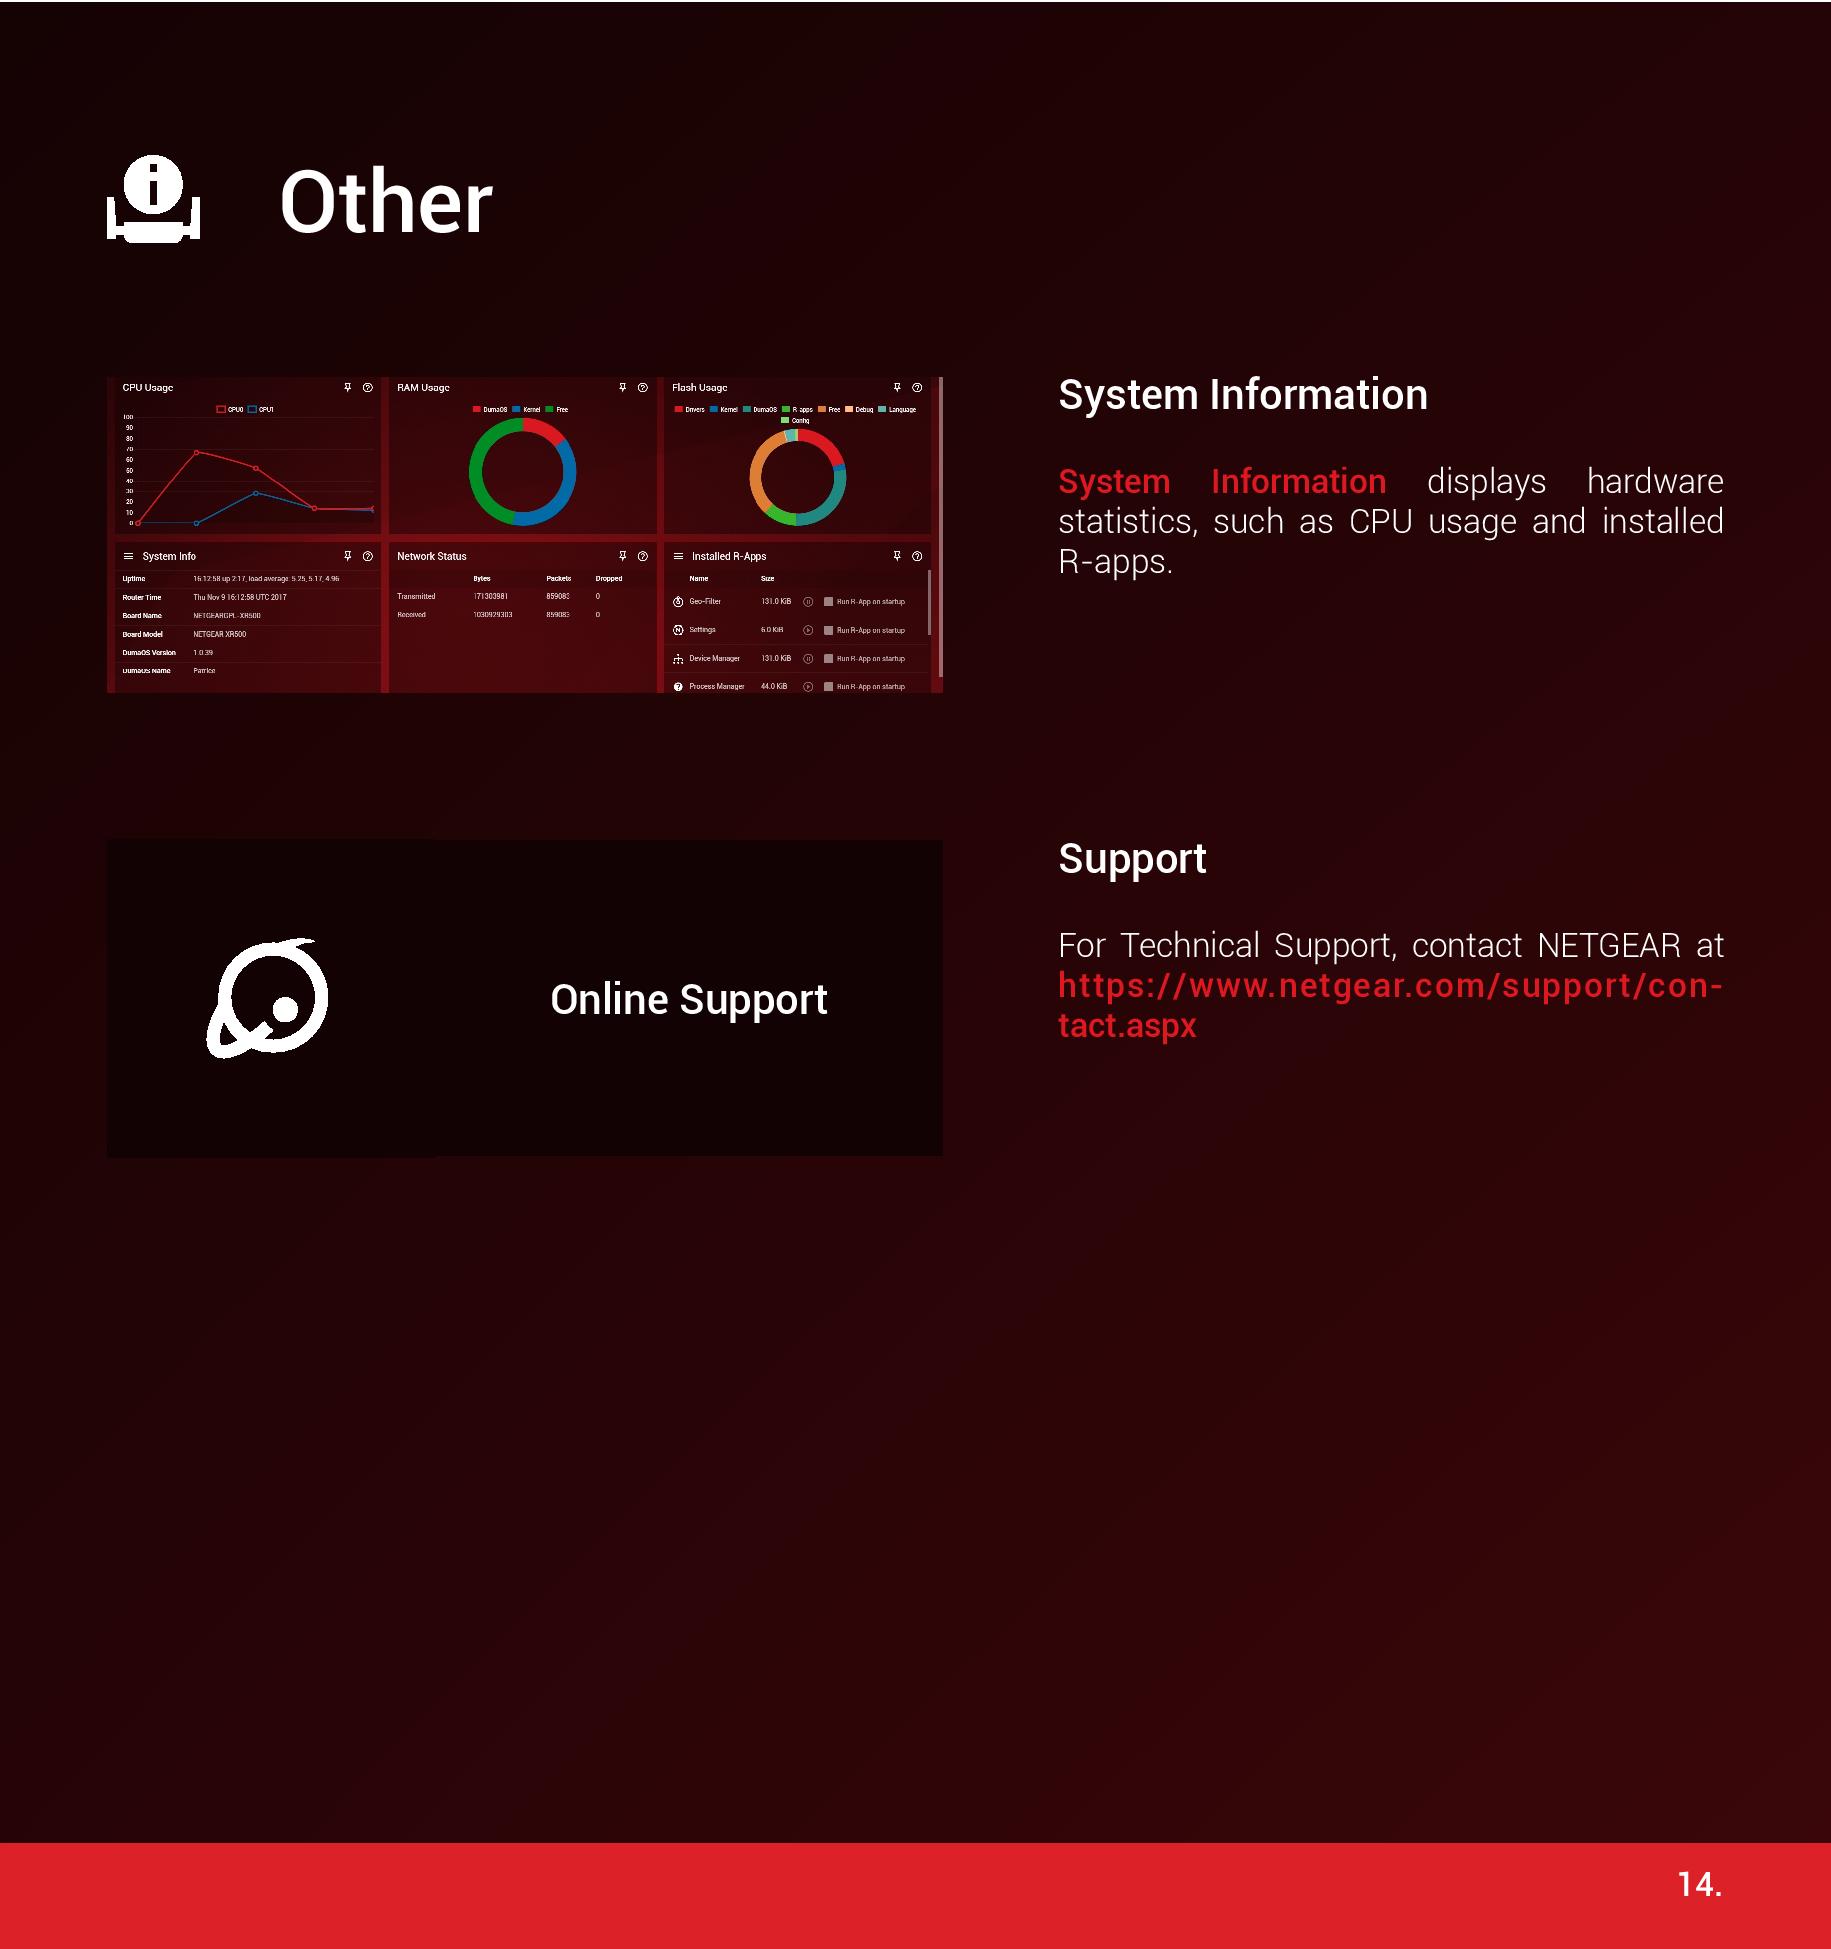 Other
CPU Usage
CPU0 CPU1
100
90
80
70
60
50
40
30
20
10
0
RAM Usage
DumaOS Kernel Free
Flash Usage
Drivers Kernel DumaOS R-apps Free Debug Language
Config
System Info
Uptime 16:12:58 up 2:17, load average: 5.25, 5.17, 4.96
Router Time Thu Nov 9 16:12:58 UTC 2017
Board Name NETGEARGPL-XR500
Board Model NETGEAR XR500
DumaOS Version 1.0.39
DumaOS Name Patrice
Network Status
Bytes Packets Dropped
Transmitted 171303981 859083 0
Received 1030929303 859083 0
Installed R-Apps
Name Size
Geo-Filter 131.0 KiB Run R-App on startup
Settings 6.0 KiB Run R-App on startup
Device Manager 131.0 KiB Run R-App on startup
Process Manager 44.0 KiB Run R-App on startup
System Information
System Information displays hardware
statistics, such as CPU usage and installed
R-apps.
Online Support
Support
For Technical Support, contact NETGEAR at
https://www.netgear.com/support/con-
tact.aspx
14.